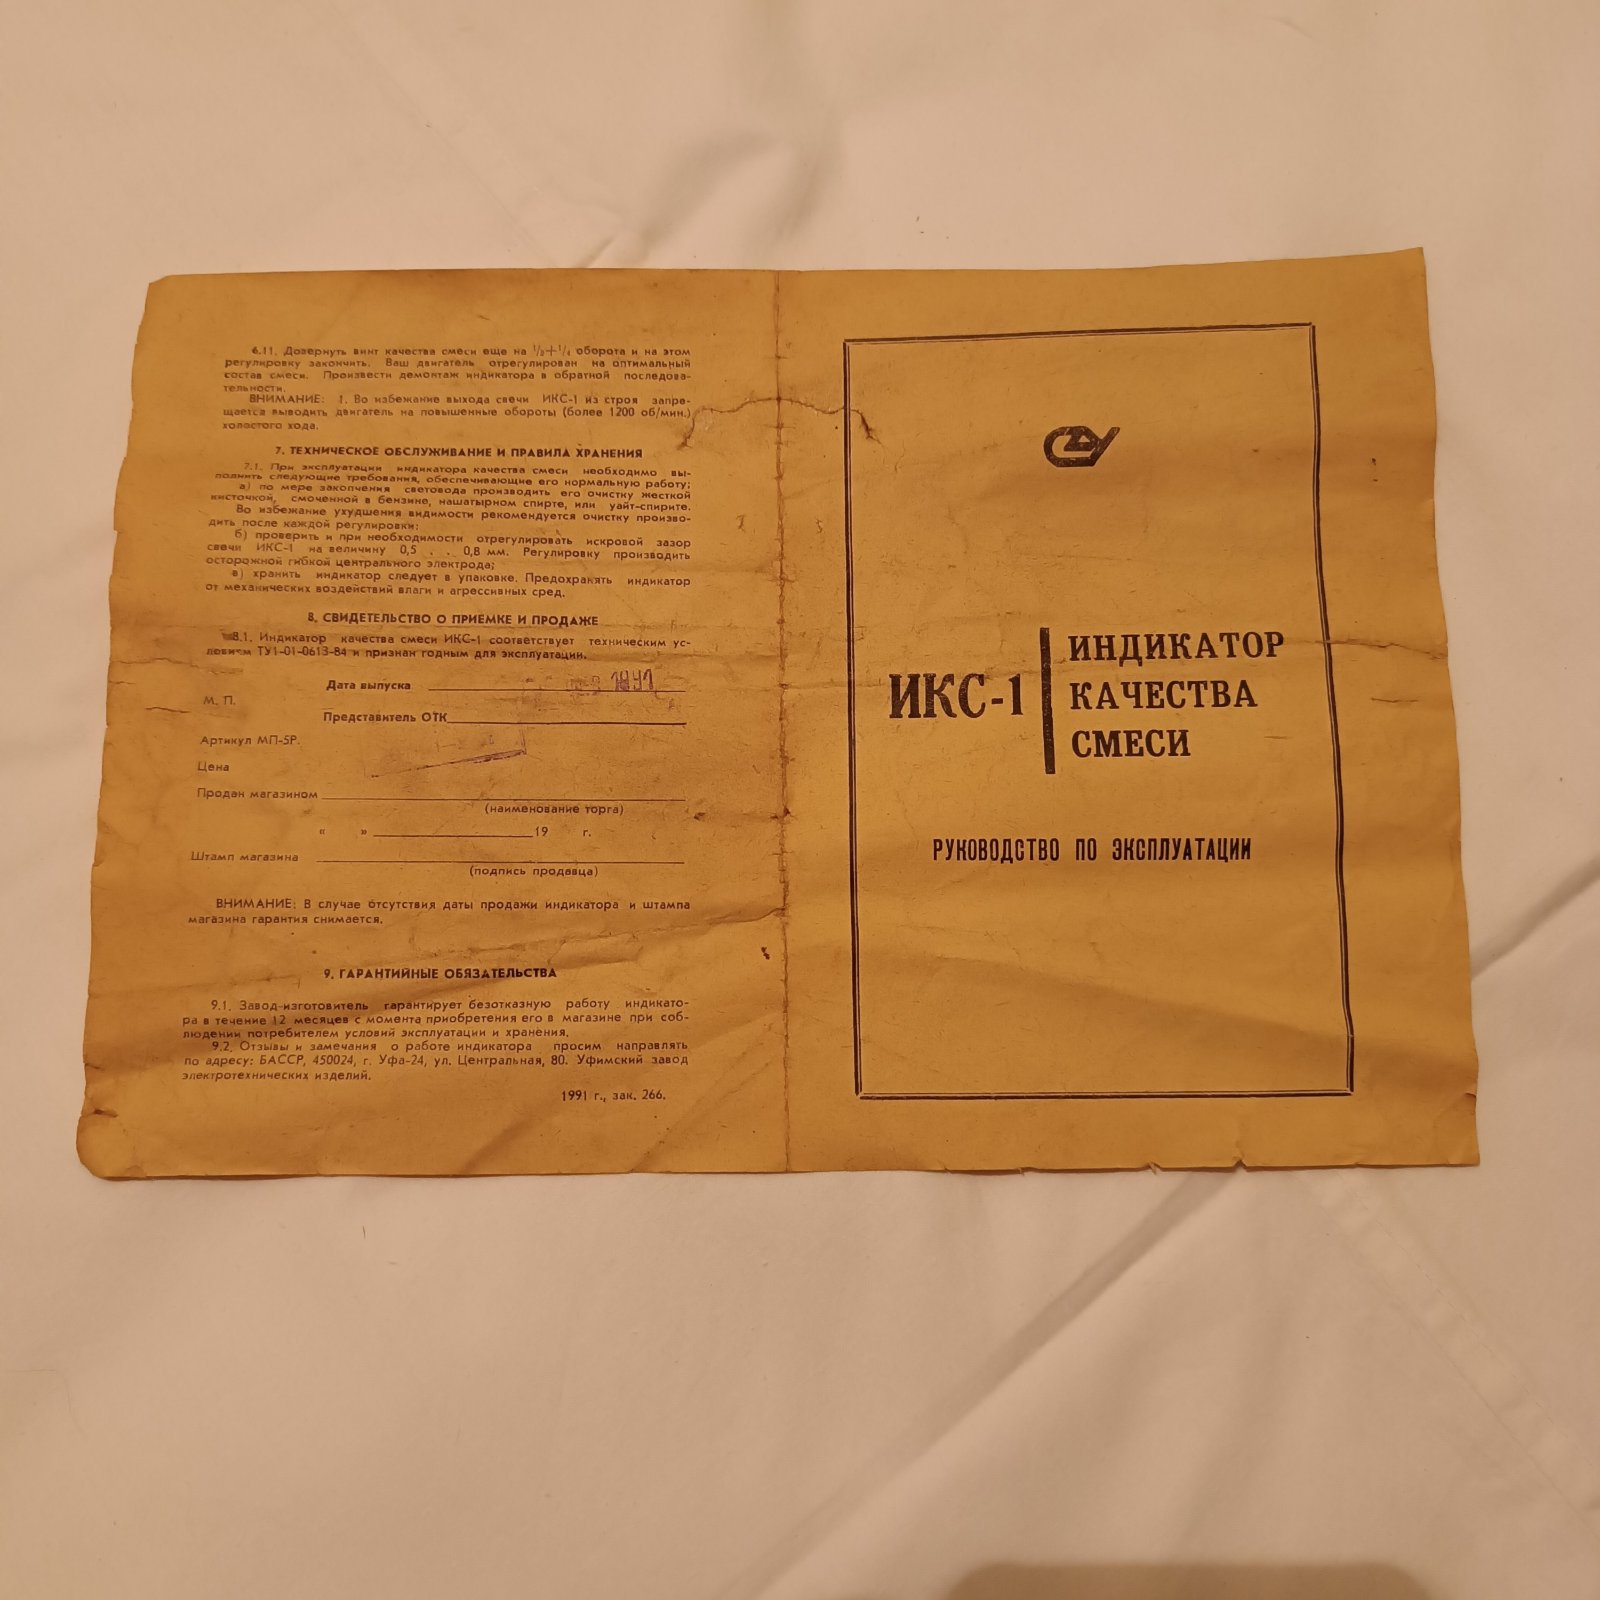 6.11. Довернуть винт качества смеси еще на 1/8+1/4 оборота и на этом
регулировку закончить. Ваш двигатель отрегулирован на оптимальный
состав смеси. Произвести демонтаж индикатора в обратной последова-
тельности.
ВНИМАНИЕ: 1. Во избежание выхода свечи ИКС-1 из строя запре-
щается выводить двигатель на повышенные обороты (более 1200 об/мин.)
холостого хода.
7. ТЕХНИЧЕСКОЕ ОБСЛУЖИВАНИЕ И ПРАВИЛА ХРАНЕНИЯ
7.1. При эксплуатации индикатора качества смеси необходимо вы-
полнить следующие требования, обеспечивающие его нормальную работу;
а) по мере закопчения световода производить его очистку жесткой
кисточкой, смоченной в бензине, нашатырном спирте, или уайт-спирите.
Во избежание ухудшения видимости рекомендуется очистку произво-
дить после каждой регулировки;
б) проверить и при необходимости отрегулировать искровой зазор
свечи ИКС-1 на величину 0,5 . . 0,8 мм. Регулировку производить
осторожной гибкой центрального электрода;
в) хранить индикатор следует в упаковке. Предохранять индикатор
от механических воздействий влаги и агрессивных сред.
8. СВИДЕТЕЛЬСТВО О ПРИЕМКЕ И ПРОДАЖЕ
8.1. Индикатор качества смеси ИКС-1 соответствует техническим ус-
ловием ТУ1-01-0613-84 и признан годным для эксплуатации.
Дата выпуска 1991
М. П.
Представитель ОТК
Артикул МП-5Р.
Цена
Продан магазином
(наименование торга)
« » 19 г.
Штамп магазина
(подпись продавца)
ВНИМАНИЕ: В случае отсутствия даты продажи индикатора и штампа
магазина гарантия снимается.
9. ГАРАНТИЙНЫЕ ОБЯЗАТЕЛЬСТВА
9.1. Завод-изготовитель гарантирует безотказную работу индикато-
ра в течение 12 месяцев с момента приобретения его в магазине при соб-
людении потребителем условий эксплуатации и хранения.
9.2. Отзывы и замечания о работе индикатора просим направлять
по адресу: БАССР, 450024, г. Уфа-24, ул. Центральная, 80. Уфимский завод
электротехнических изделий.
1991 г., зак. 266.
ИКС-1
ИНДИКАТОР
КАЧЕСТВА
СМЕСИ
РУКОВОДСТВО ПО ЭКСПЛУАТАЦИИ